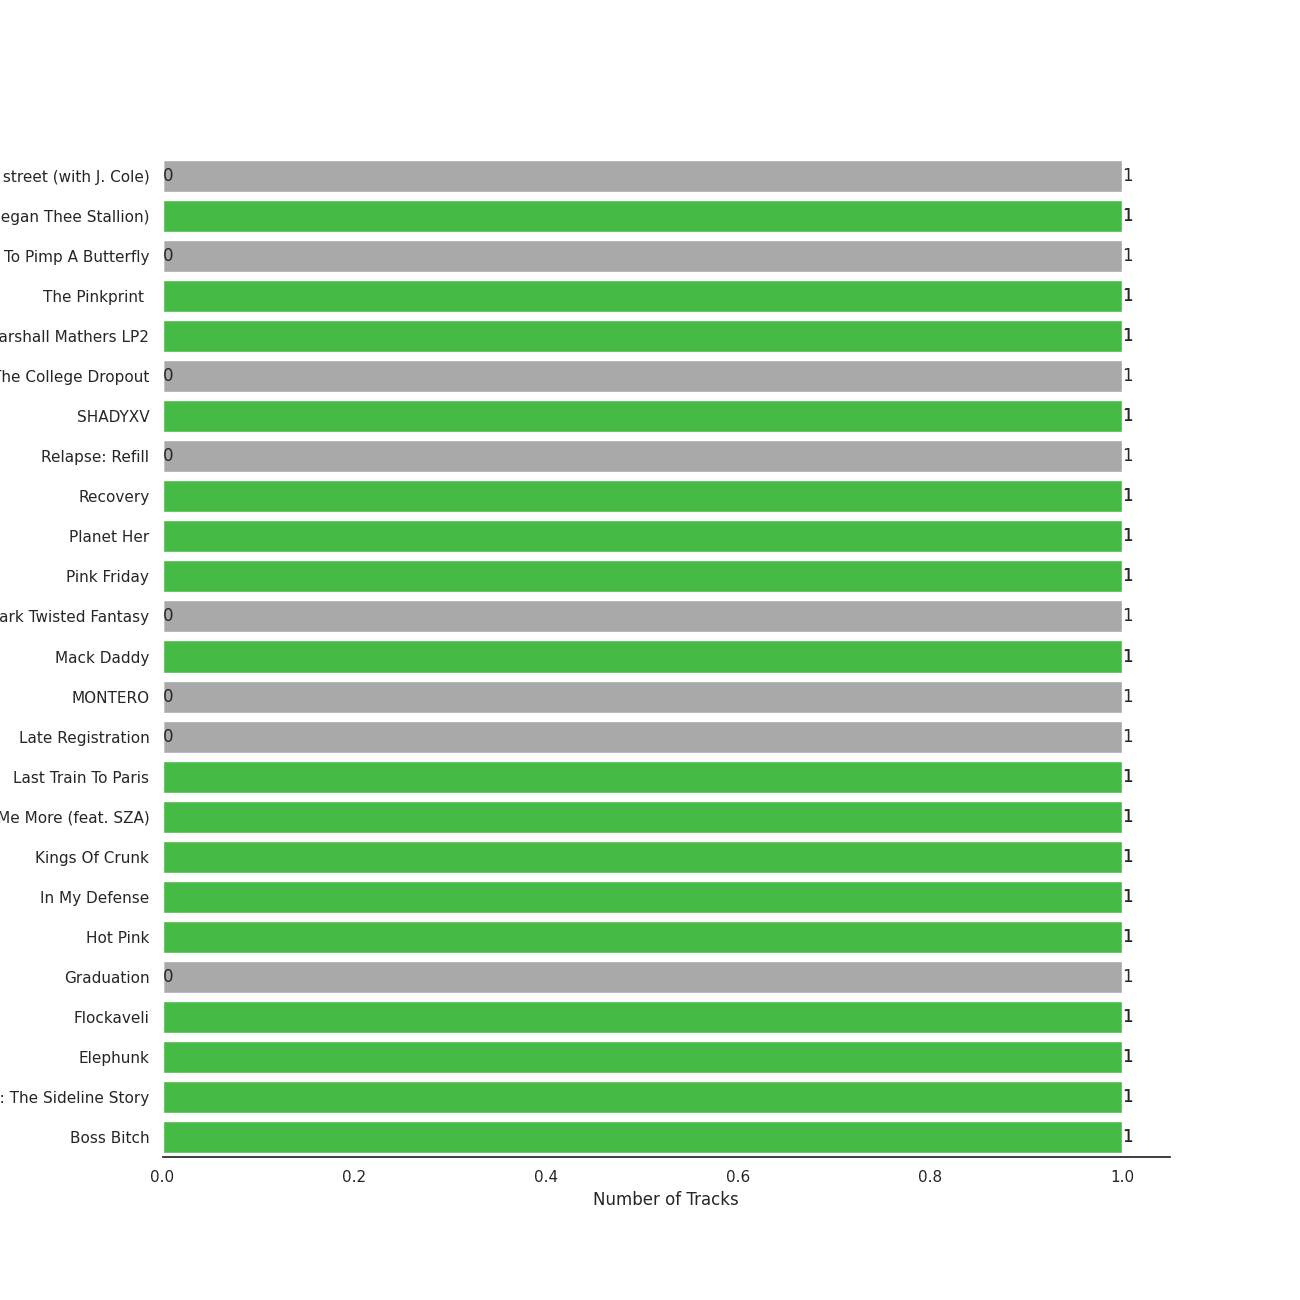 street (with J. Cole) 0 1
egan Thee Stallion) 1
To Pimp A Butterfly 0 1
The Pinkprint 1
arshall Mathers LP2 1
The College Dropout 0 1
SHADYXV 1
Relapse: Refill 0 1
Recovery 1
Planet Her 1
Pink Friday 1
ark Twisted Fantasy 0 1
Mack Daddy 1
MONTERO 0 1
Late Registration 0 1
Last Train To Paris 1
Me More (feat. SZA) 1
Kings Of Crunk 1
In My Defense 1
Hot Pink 1
Graduation 0 1
Flockaveli 1
Elephunk 1
: The Sideline Story 1
Boss Bitch 1
0.0 0.2 0.4 0.6 0.8 1.0
Number of Tracks